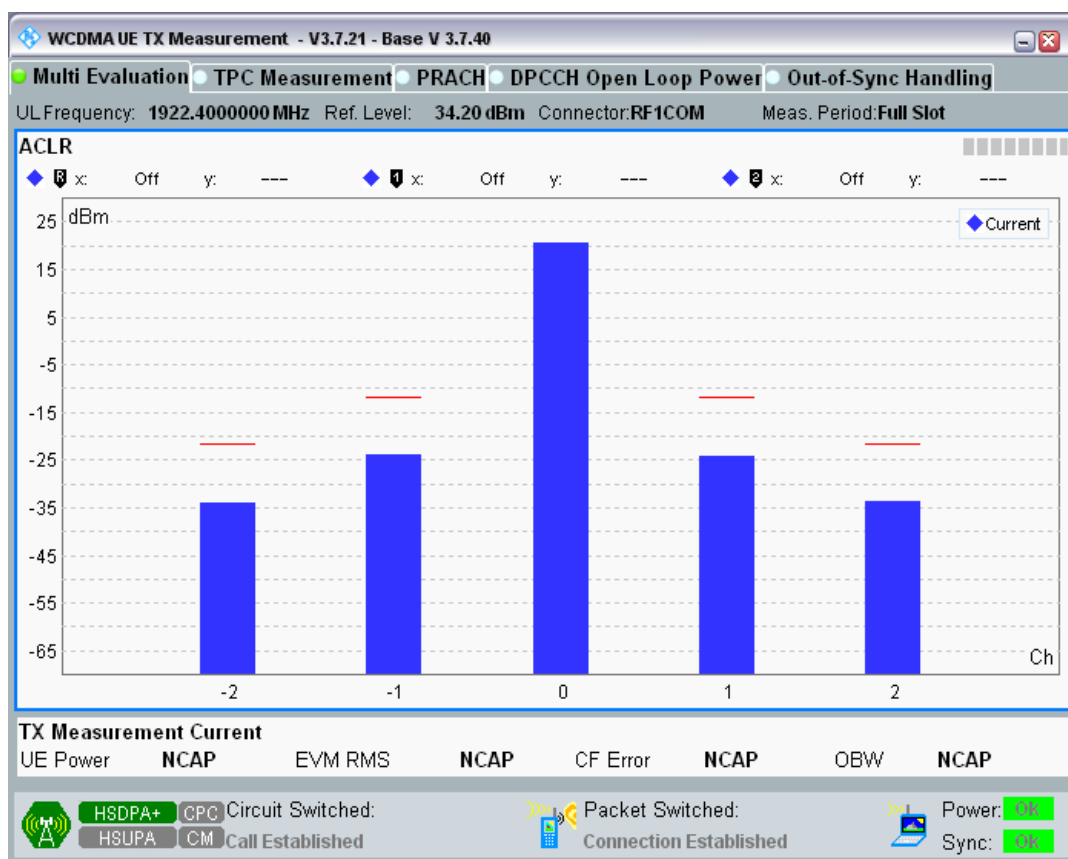 WCDMA UE TX Measurement - V3.7.21 - Base V 3.7.40
Multi Evaluation TPC Measurement PRACH DPCCH Open Loop Power Out-of-Sync Handling
UL Frequency: 1922.4000000 MHz Ref. Level: 34.20 dBm Connector:RF1COM Meas. Period:Full Slot
ACLR
R x: Off y: --- 1 x: Off y: --- 2 x: Off y: ---
dBm
Current
25
15
5
-5
-15
-25
-35
-45
-55
-65
Ch
-2 -1 0 1 2
TX Measurement Current
UE Power NCAP EVM RMS NCAP CF Error NCAP OBW NCAP
HSDPA+ CPC Circuit Switched: Packet Switched: Power: OK
HSUPA CM Call Established Connection Established Sync: OK